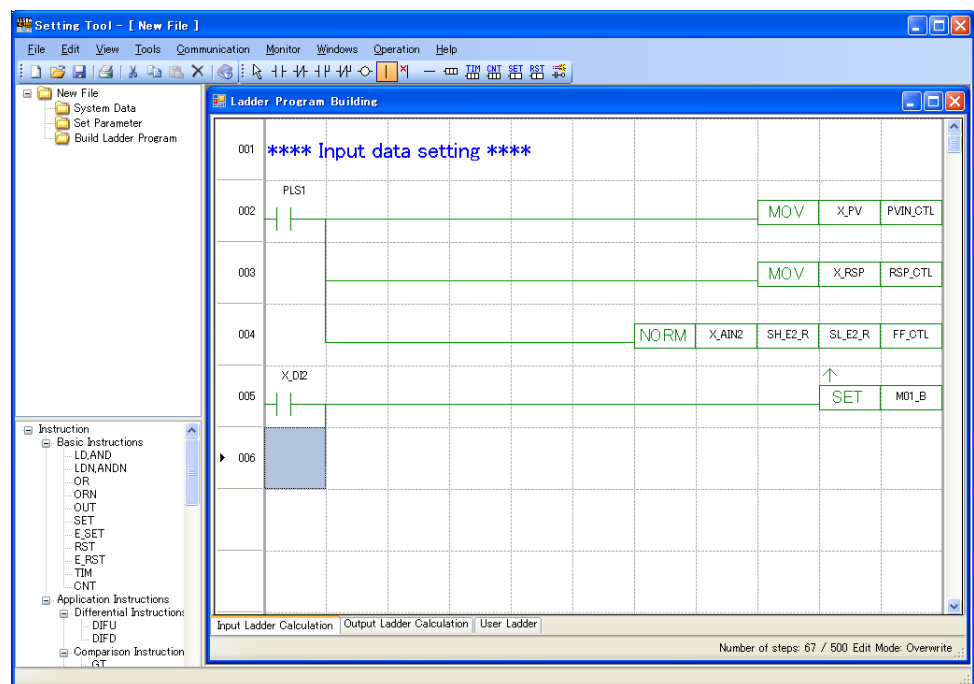 Setting Tool - [ New File ]
File Edit View Tools Communication Monitor Windows Operation Help
TIM CNT SET RST
New File
System Data
Set Parameter
Build Ladder Program
Ladder Program Building
001 **** Input data setting ****
PLS1
002 MOV X_PV PVIN_CTL
003 MOV X_RSP RSP_CTL
004 NORM X_AIN2 SH_E2_R SL_E2_R FF_CTL
X_DI2
005 SET M01_B
006
Instruction
Basic Instructions
LD,AND
LDN,ANDN
OR
ORN
OUT
SET
E_SET
RST
E_RST
TIM
CNT
Application Instructions
Differential Instructions
DIFU
DIFD
Comparison Instruction
GT
Input Ladder Calculation Output Ladder Calculation User Ladder
Number of steps: 67 / 500 Edit Mode: Overwrite